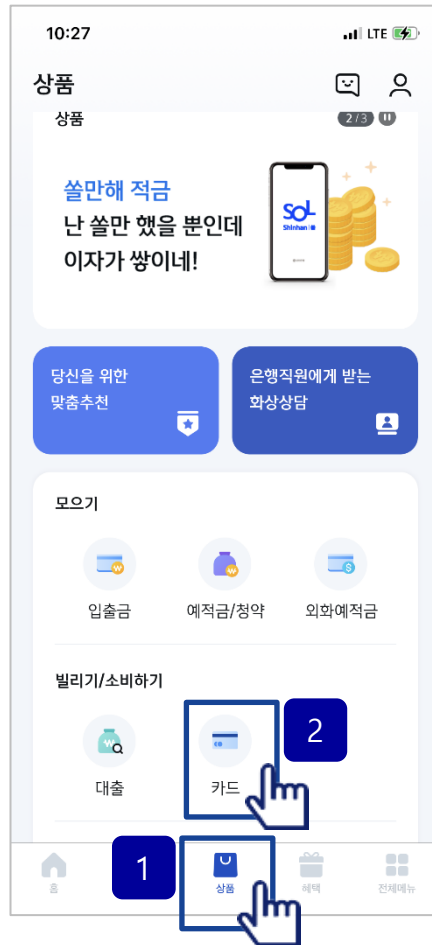 10:27
LTE
상품
상품
2/3
쏠만해 적금
난 쏠만 했을 뿐인데
이자가 쌓이네!
SOL
Shinhan
당신을 위한
맞춤추천
은행직원에게 받는
화상상담
모으기
입출금
예적금/청약
외화예적금
빌리기/소비하기
2
대출
카드
1
홈
상품
혜택
전체메뉴